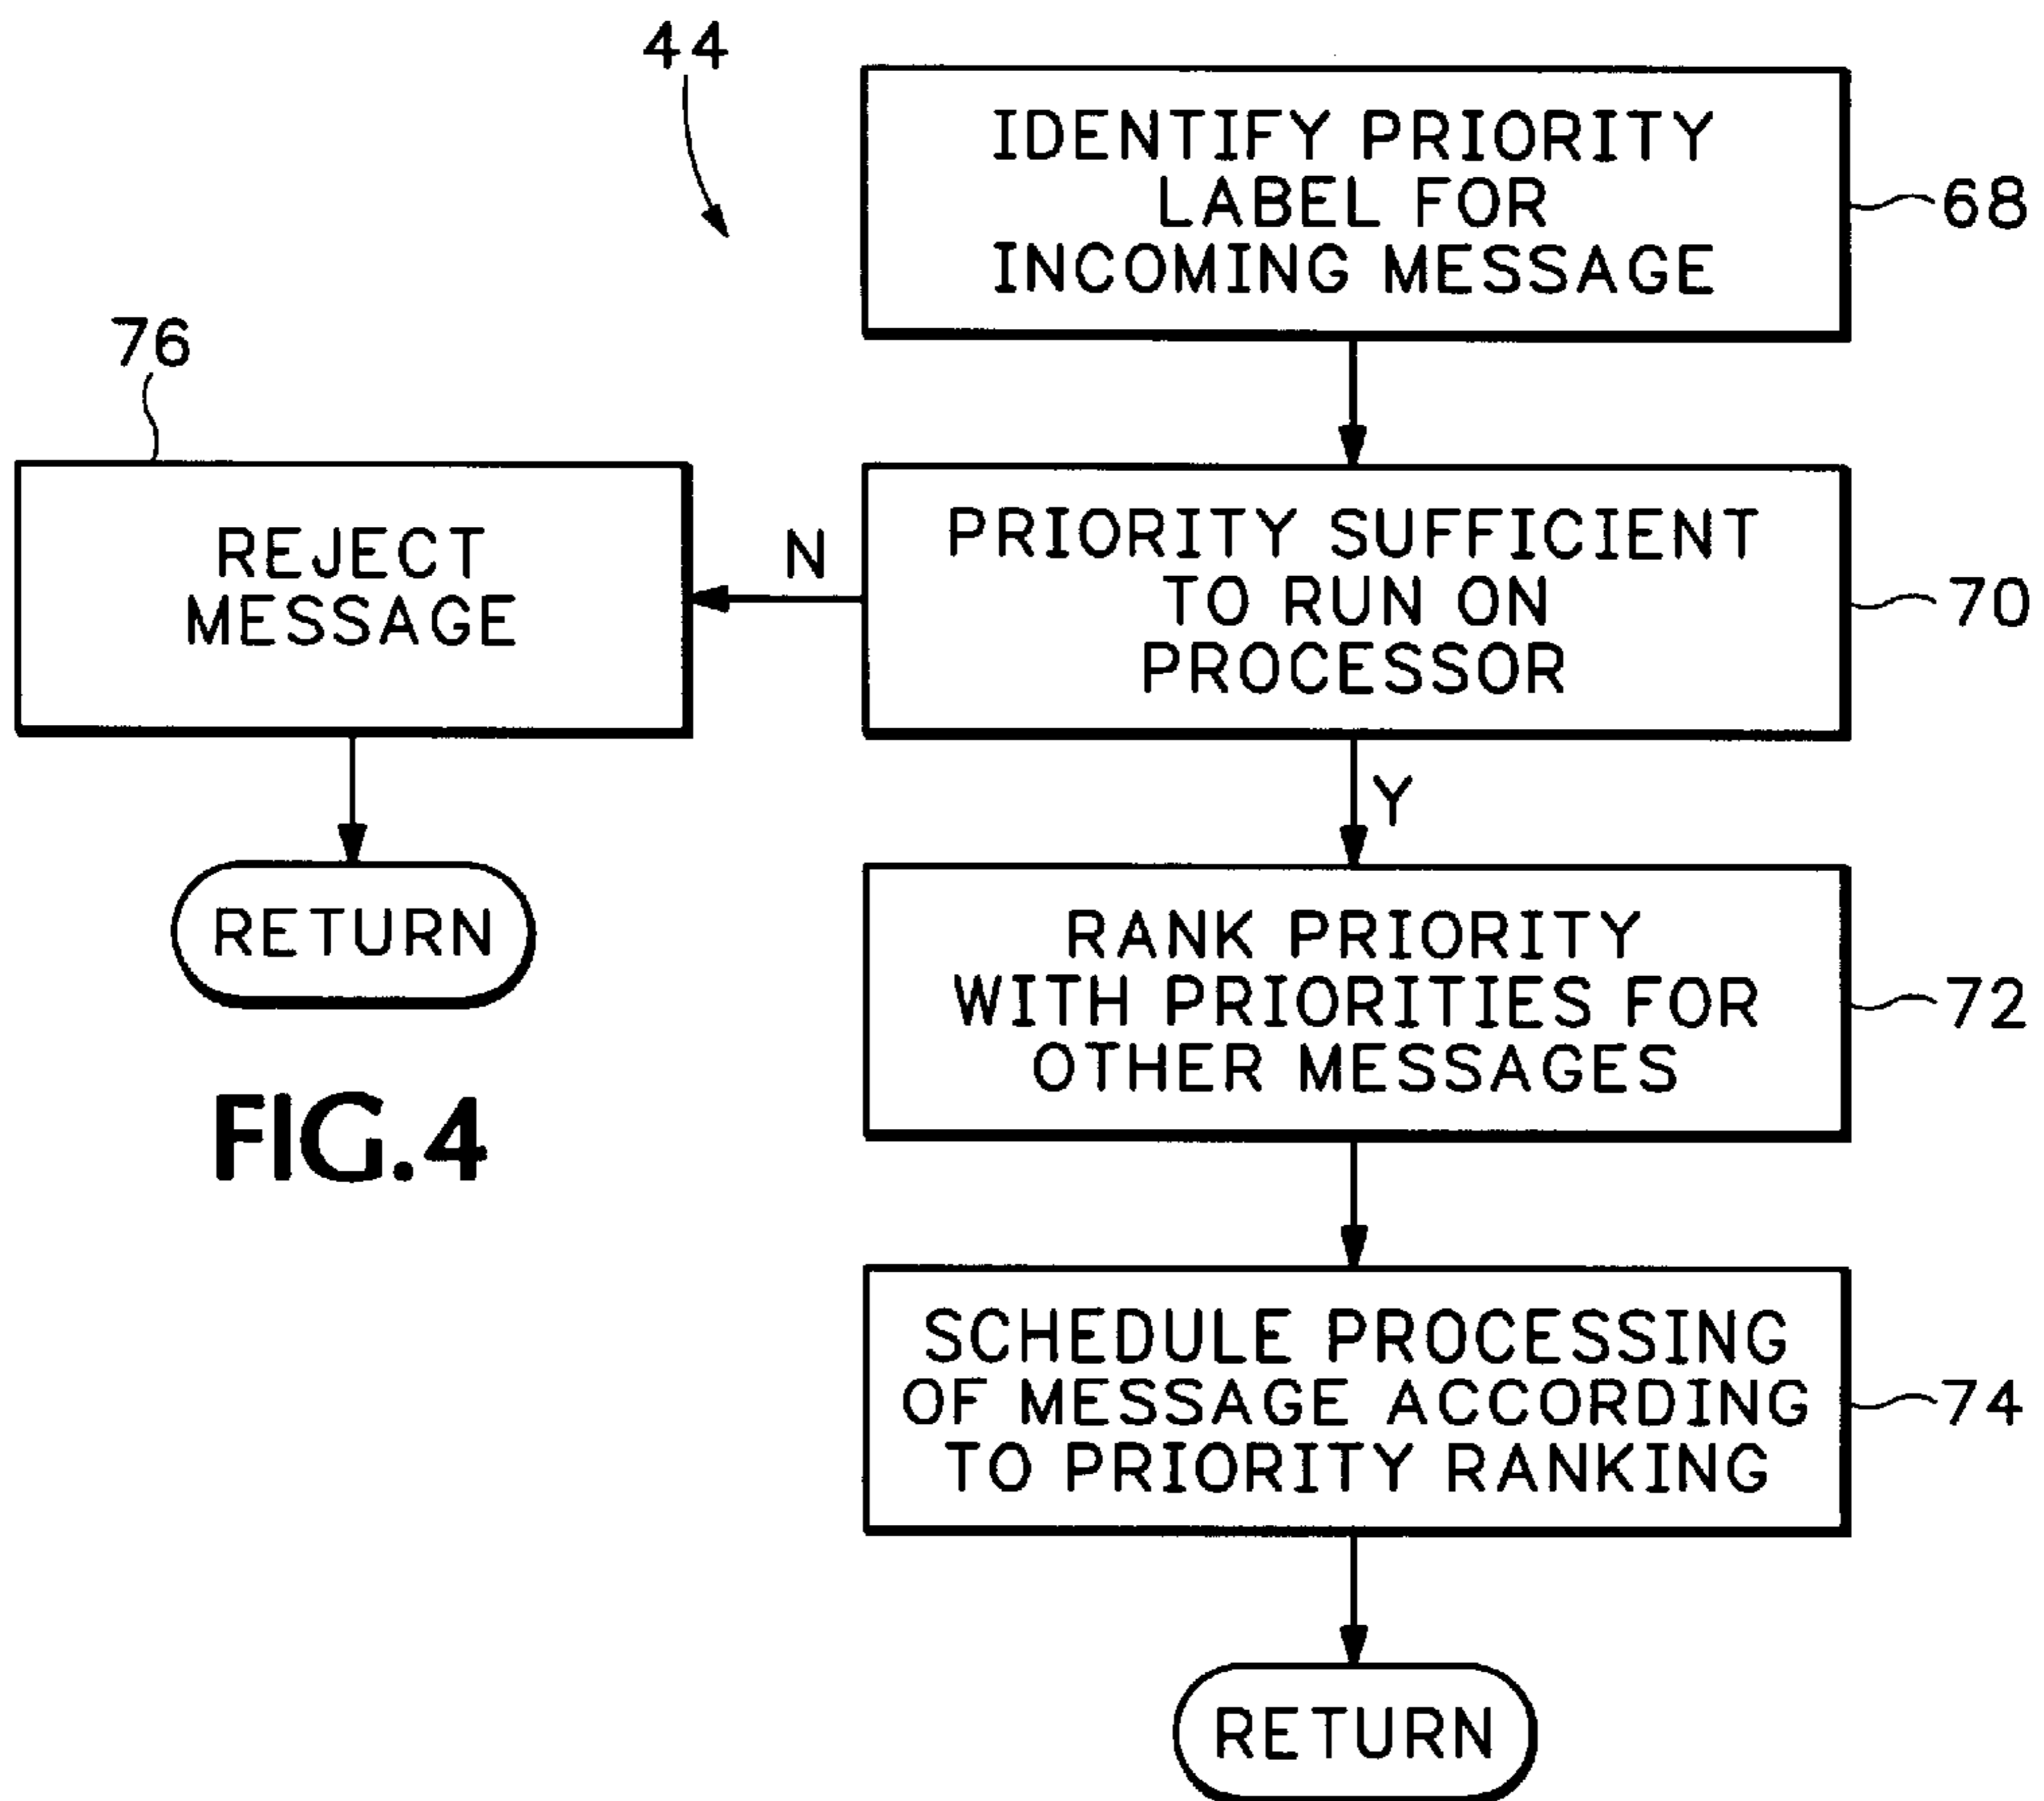 44
IDENTIFY PRIORITY
LABEL FOR
INCOMING MESSAGE
68
76
REJECT
MESSAGE
N
PRIORITY SUFFICIENT
TO RUN ON
PROCESSOR
70
Y
RETURN
RANK PRIORITY
WITH PRIORITIES FOR
OTHER MESSAGES
72
FIG.4
SCHEDULE PROCESSING
OF MESSAGE ACCORDING
TO PRIORITY RANKING
74
RETURN